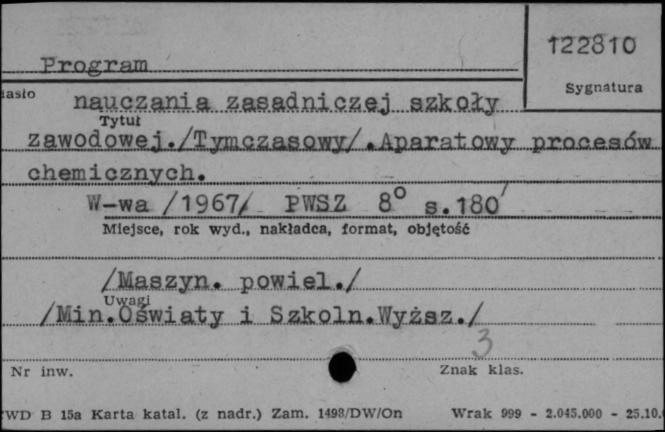 122810
Program
Sygnatura
nauczania zasadniczej szkoły
Tytuł
zawodowej./Tymczasowy/.Aparatowy procesów
chemicznych.
W-wa /1967/ PWSZ 8° s.180
Miejsce, rok wyd., nakładca, format, objętość
/Maszyn. powiel./
Uwagi
/Min.Oświaty i Szkoln.Wyższ./
3
Nr inw.
Znak klas.
WD B 15a Karta katal. (z nadr.) Zam. 1498/DW/On Wrak 999 - 2.045.000 - 25.10.